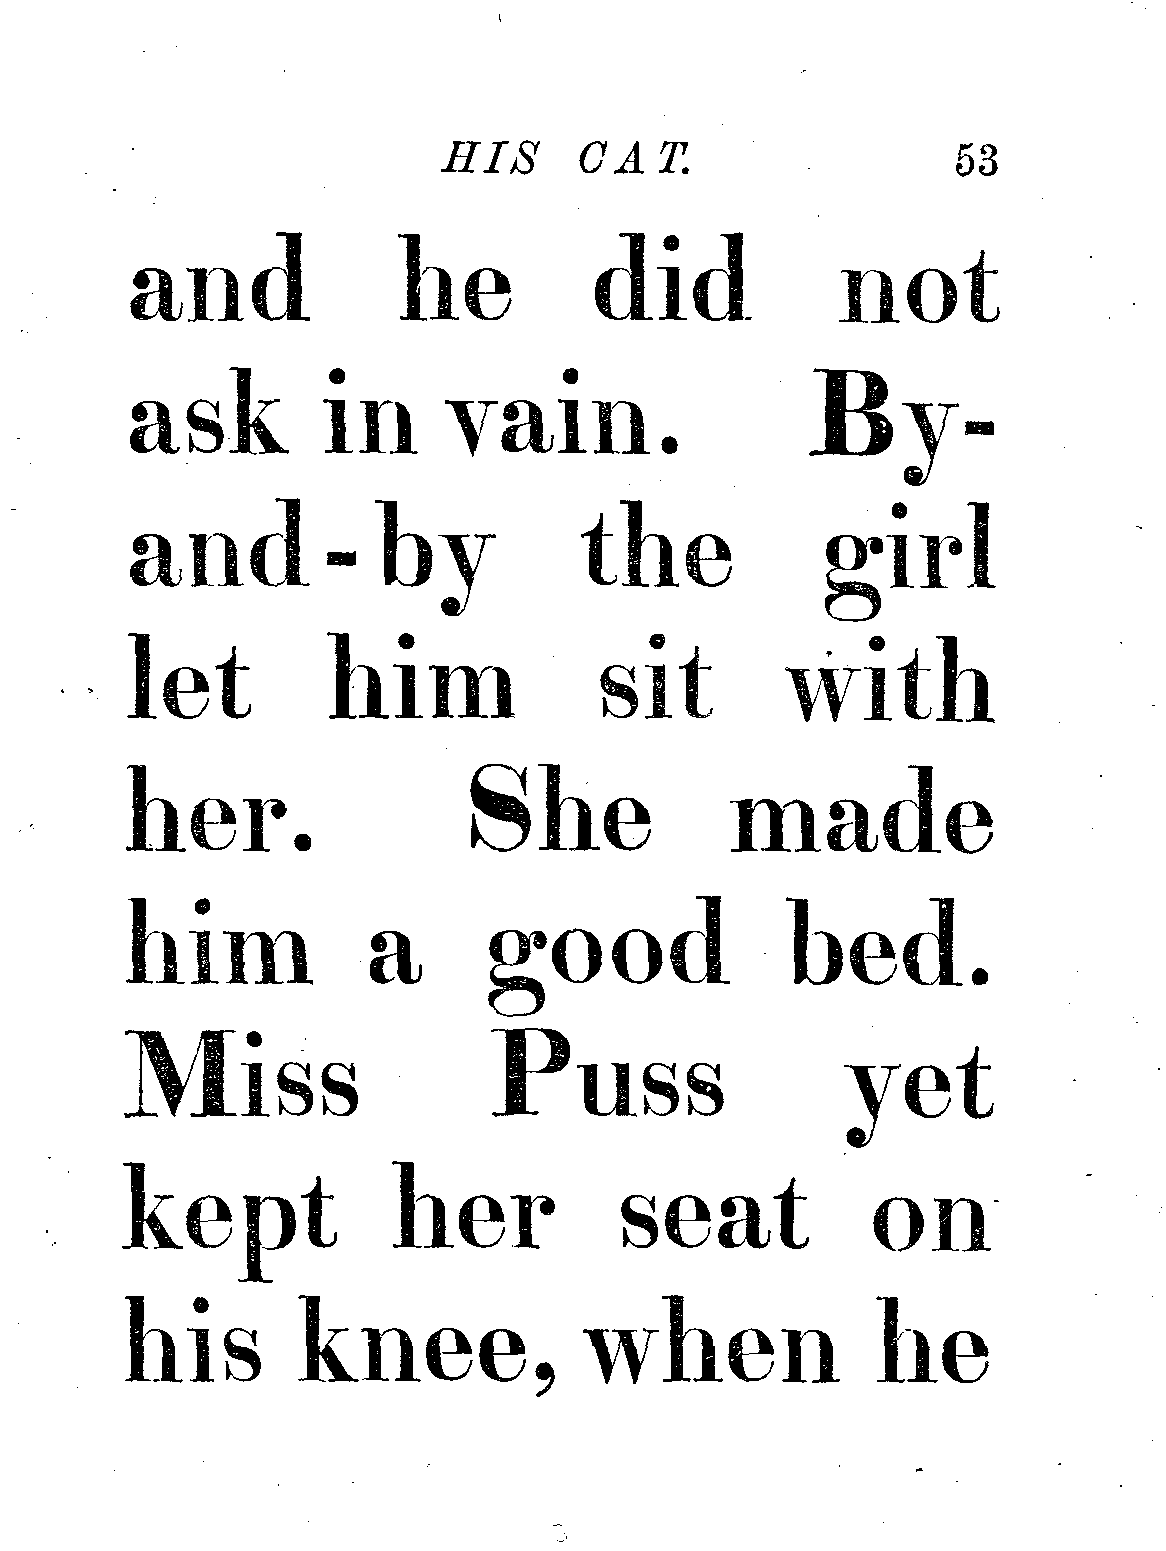 HIS CAT. 53
and he did not
ask in vain. By-
and-by the girl
let him sit with
her. She made
him a good bed.
Miss Puss yet
kept her seat on
his knee, when he